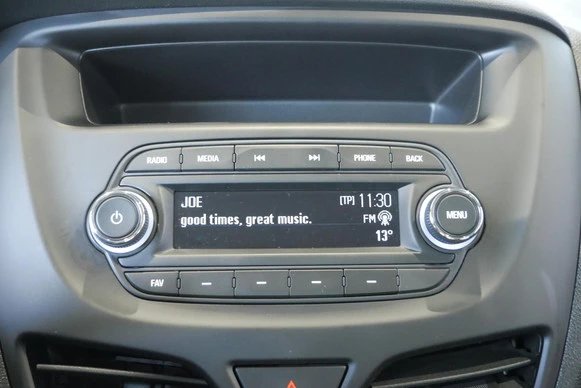 RADIO MEDIA PHONE BACK
JOE [TP] 11:30
good times, great music. FM
13°
MENU
FAV